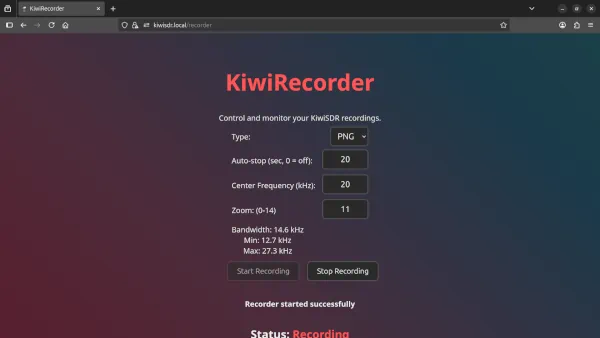 KiwiRecorder
kiwisdr.local/recorder
KiwiRecorder
Control and monitor your KiwiSDR recordings.
Type: PNG
Auto-stop (sec, 0 = off): 20
Center Frequency (kHz): 20
Zoom: (0-14) 11
Bandwidth: 14.6 kHz
Min: 12.7 kHz
Max: 27.3 kHz
Start Recording Stop Recording
Recorder started successfully
Status: Recording